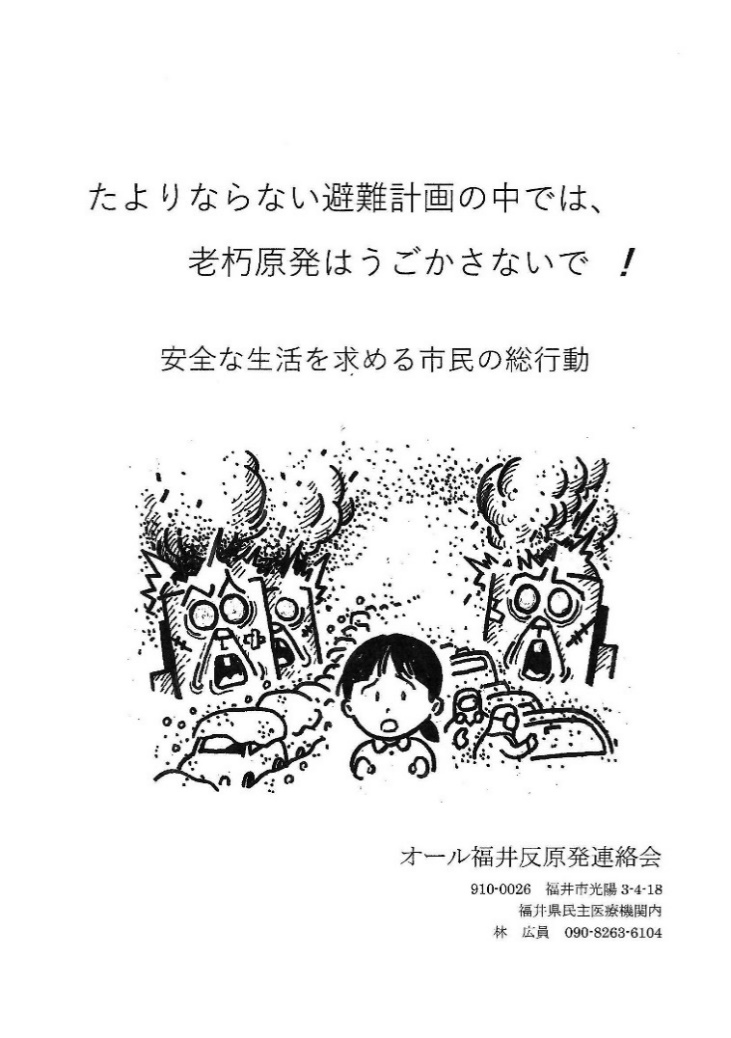 たよりならない避難計画の中では、
老朽原発はうごかさないで！
安全な生活を求める市民の総行動
オール福井反原発連絡会
910-0026　福井市光陽 3-4-18
福井県民主医療機関内
林　広員　090-8263-6104